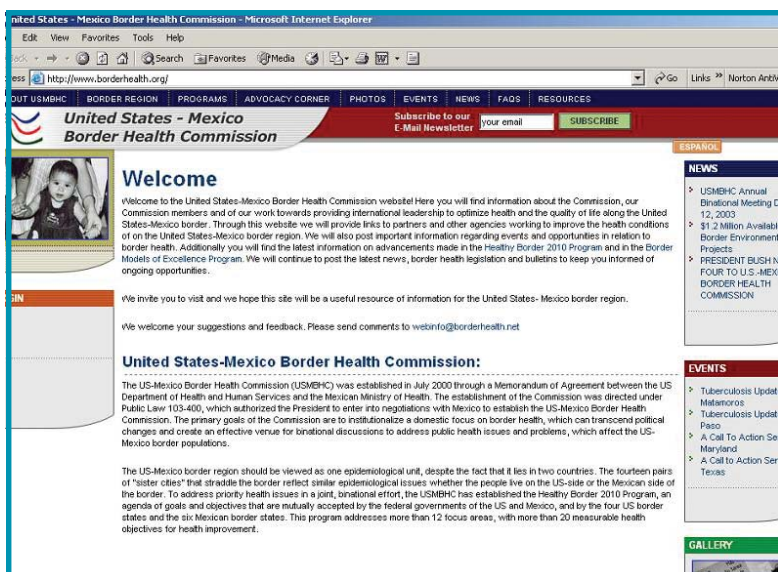 nited States - Mexico Border Health Commission - Microsoft Internet Explorer
Edit View Favorites Tools Help
Search Favorites Media
ess http://www.borderhealth.org/ Go Links » Norton AntiV
OUT USMBHC BORDER REGION PROGRAMS ADVOCACY CORNER PHOTOS EVENTS NEWS FAQS RESOURCES
United States - Mexico
Border Health Commission
Subscribe to our
E-Mail Newsletter your email SUBSCRIBE
ESPAÑOL
Welcome
Welcome to the United States-Mexico Border Health Commission website! Here you will find information about the Commission, our
Commission members and of our work towards providing international leadership to optimize health and the quality of life along the United
States-Mexico border. Through this website we will provide links to partners and other agencies working to improve the health conditions
of on the United States-Mexico border region. We will also post important information regarding events and opportunities in relation to
border health. Additionally you will find the latest information on advancements made in the Healthy Border 2010 Program and in the Border
Models of Excellence Program. We will continue to post the latest news, border health legislation and bulletins to keep you informed of
ongoing opportunities.
We invite you to visit and we hope this site will be a useful resource of information for the United States- Mexico border region.
We welcome your suggestions and feedback. Please send comments to webinfo@borderhealth.net
GIN
United States-Mexico Border Health Commission:
The US-Mexico Border Health Commission (USMBHC) was established in July 2000 through a Memorandum of Agreement between the US
Department of Health and Human Services and the Mexican Ministry of Health. The establishment of the Commission was directed under
Public Law 103-400, which authorized the President to enter into negotiations with Mexico to establish the US-Mexico Border Health
Commission. The primary goals of the Commission are to institutionalize a domestic focus on border health, which can transcend political
changes and create an effective venue for binational discussions to address public health issues and problems, which affect the US-
Mexico border populations.
The US-Mexico border region should be viewed as one epidemiological unit, despite the fact that it lies in two countries. The fourteen pairs
of "sister cities" that straddle the border reflect similar epidemiological issues whether the people live on the US-side or the Mexican side of
the border. To address priority health issues in a joint, binational effort, the USMBHC has established the Healthy Border 2010 Program, an
agenda of goals and objectives that are mutually accepted by the federal governments of the US and Mexico, and by the four US border
states and the six Mexican border states. This program addresses more than 12 focus areas, with more than 20 measurable health
objectives for health improvement.
NEWS
USMBHC Annual
Binational Meeting D
12, 2003
$1.2 Million Availabl
Border Environment
Projects
PRESIDENT BUSH N
FOUR TO U.S.-MEX
BORDER HEALTH
COMMISSION
EVENTS
Tuberculosis Updat
Matamoros
Tuberculosis Updat
Paso
A Call To Action Se
Maryland
A Call to Action Ser
Texas
GALLERY